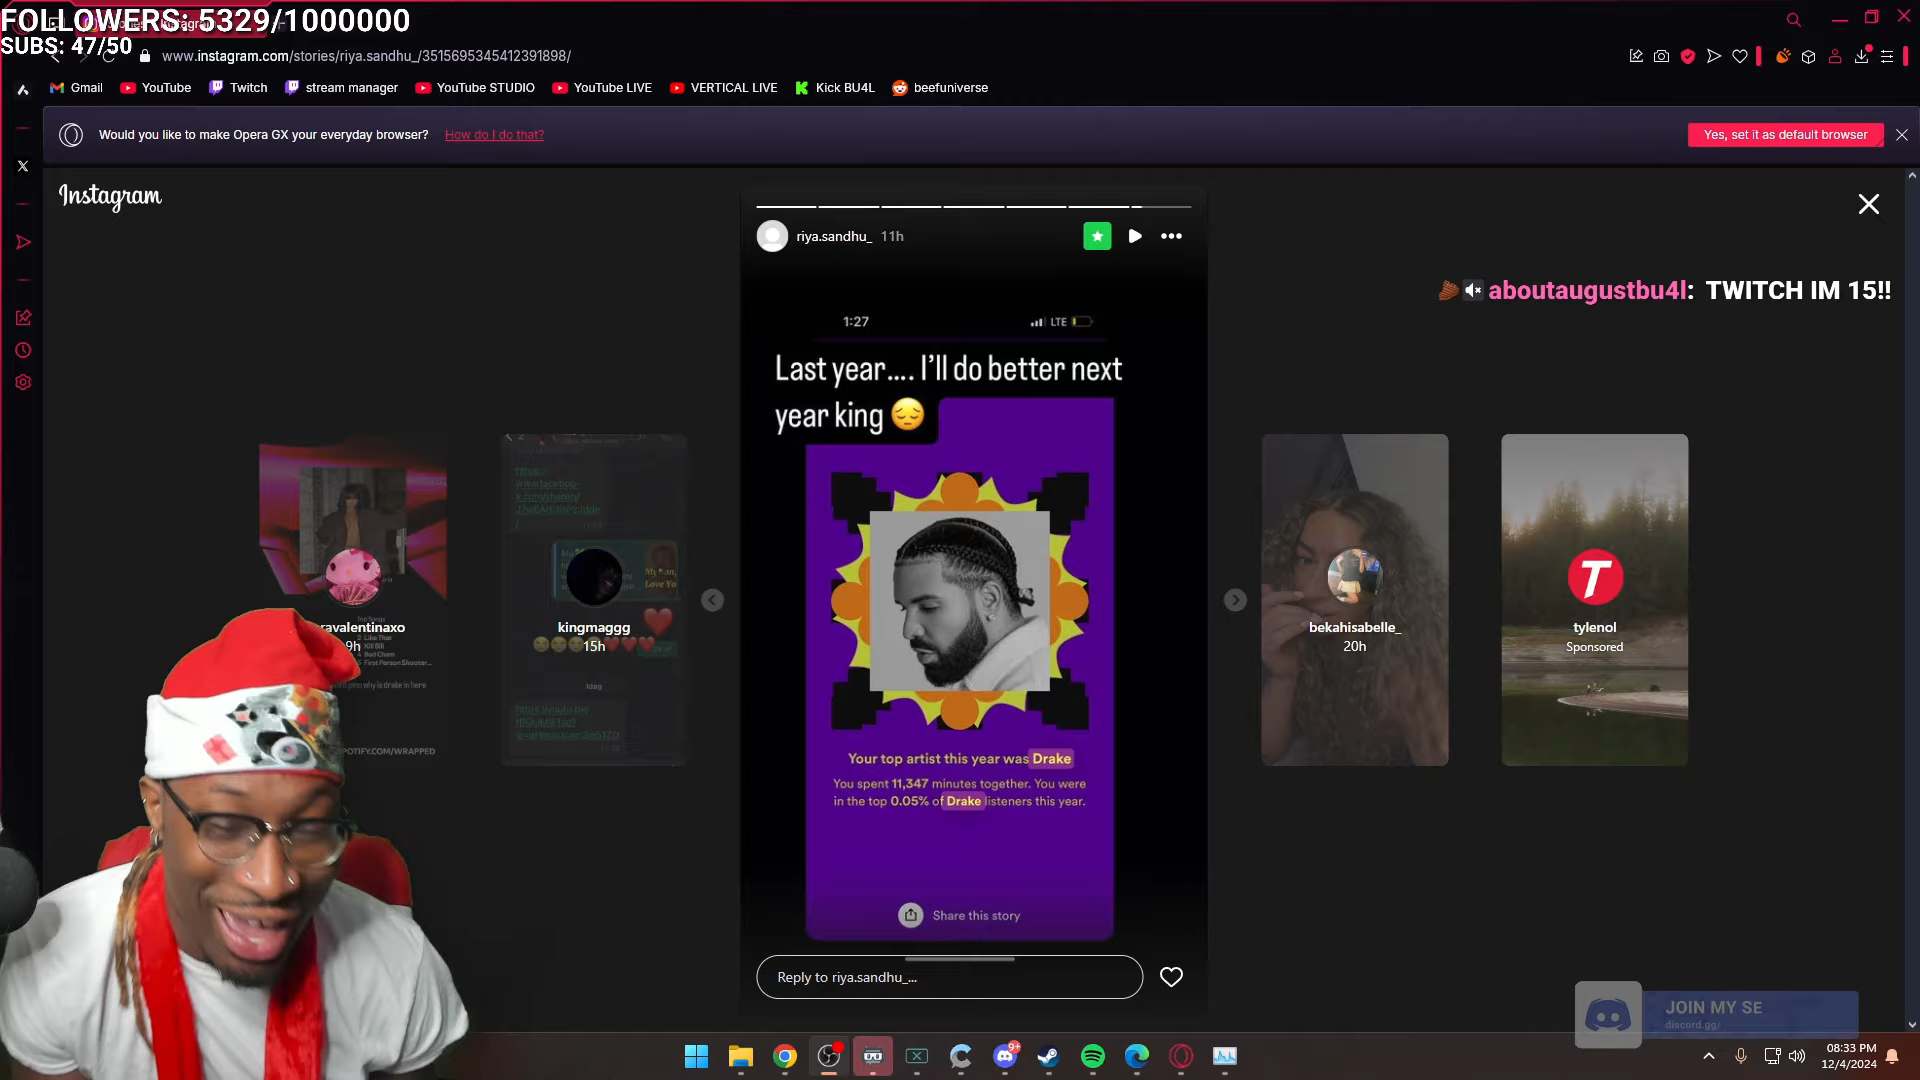 FOLLOWERS: 5329/1000000
SUBS: 47/50
www.instagram.com/stories/riya.sandhu_/3515695345412391898/
Gmail
YouTube
Twitch
stream manager
YouTube STUDIO
YouTube LIVE
VERTICAL LIVE
Kick BU4L
beefuniverse
Would you like to make Opera GX your everyday browser?
How do I do that?
Yes, set it as default browser
Instagram
riya.sandhu_ 11h
aboutaugustbu4l: TWITCH IM 15!!
1:27
LTE
Last year.... I'll do better next
year king 😔
ravalentinaxo
9h
kingmaggg
15h
bekahisabelle_
20h
tylenol
Sponsored
Your top artist this year was Drake
You spent 11,347 minutes together. You were
in the top 0.05% of Drake listeners this year.
Share this story
Reply to riya.sandhu_...
JOIN MY SE
discord.gg/
9+
08:33 PM
12/4/2024